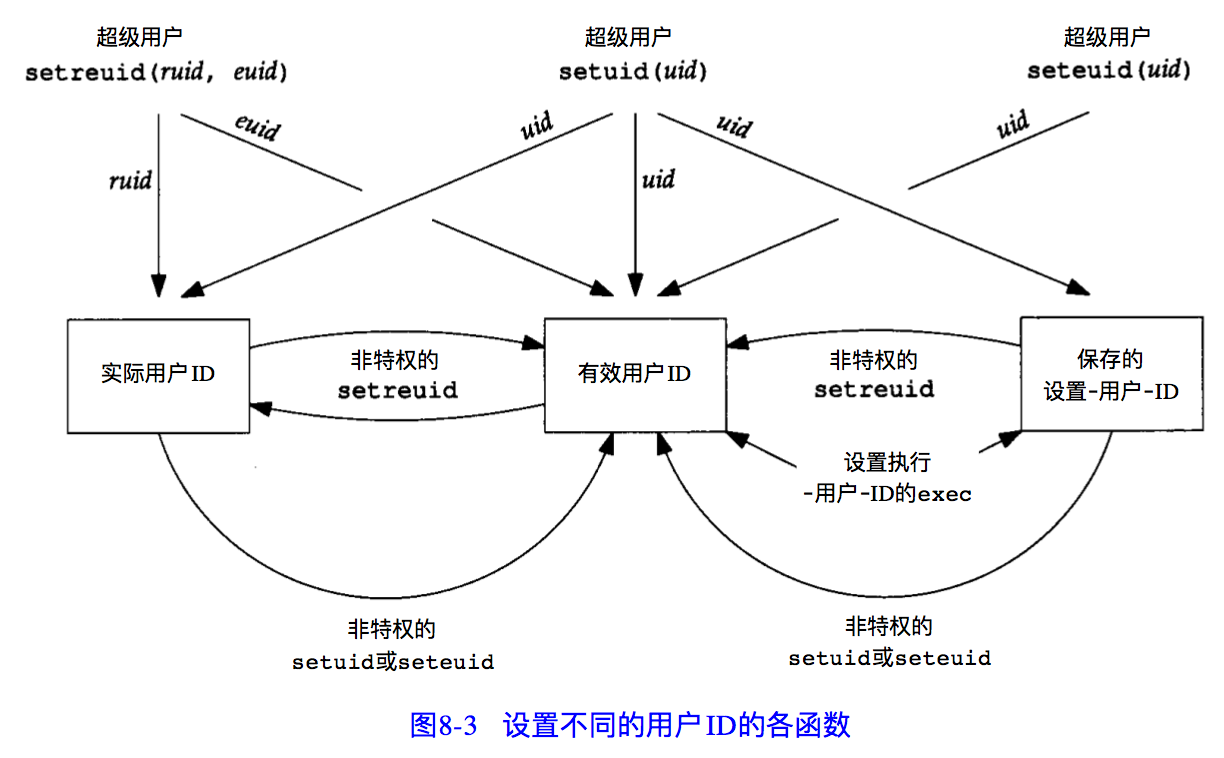 超级用户
setreuid(ruid, euid)
超级用户
setuid(uid)
超级用户
seteuid(uid)
euid
uid
uid
uid
ruid
uid
实际用户ID
非特权的
setreuid
有效用户ID
非特权的
setreuid
保存的
设置-用户-ID
设置执行
-用户-ID的exec
非特权的
setuid或seteuid
非特权的
setuid或seteuid
图8-3 设置不同的用户ID的各函数